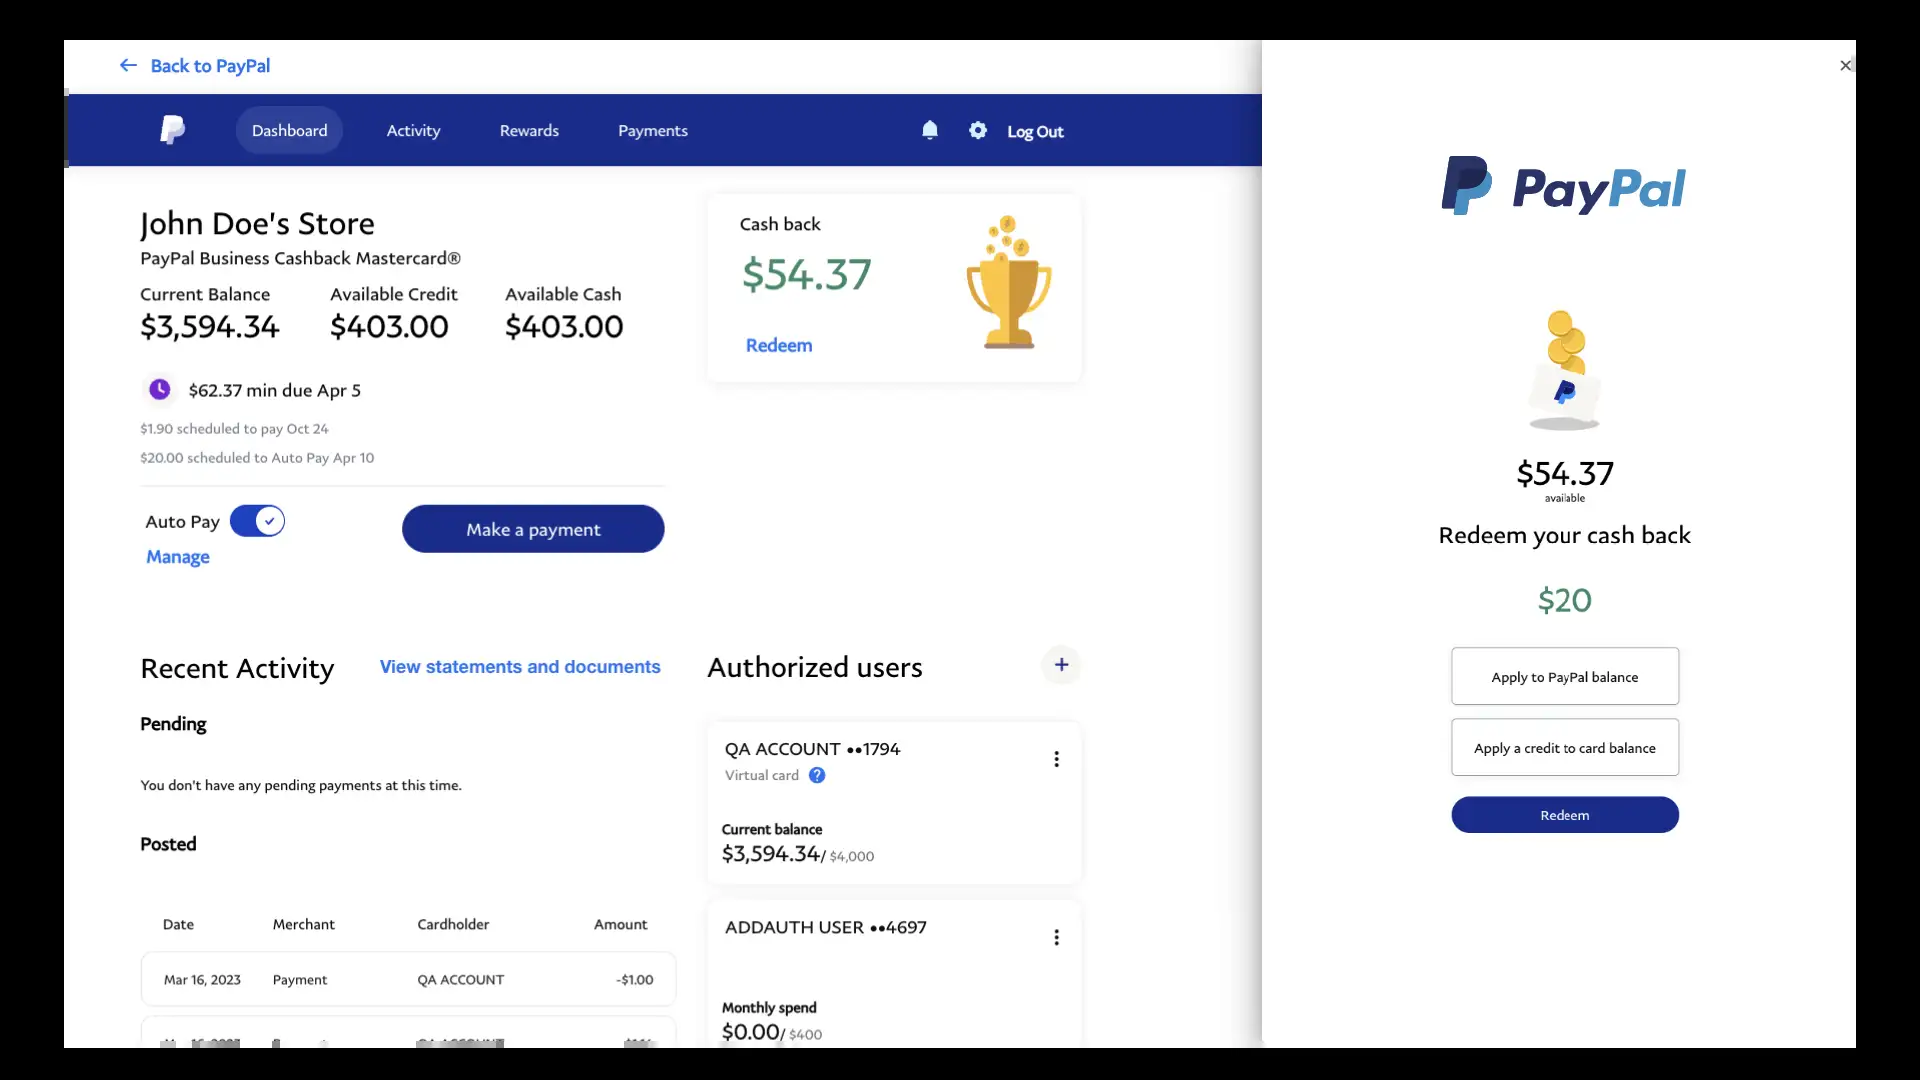 Back to PayPal
Dashboard
Activity
Rewards
Payments
Log Out
John Doe's Store
PayPal Business Cashback Mastercard®
Current Balance
Available Credit
Available Cash
$3,594.34
$403.00
$403.00
$62.37 min due Apr 5
$1.90 scheduled to pay Oct 24
$20.00 scheduled to Auto Pay Apr 10
Auto Pay
Manage
Make a payment
Cash back
$54.37
Redeem
Recent Activity
View statements and documents
Pending
You don't have any pending payments at this time.
Posted
Date Merchant Cardholder Amount
Mar 16, 2023 Payment QA ACCOUNT -$1.00
Authorized users
+
QA ACCOUNT ••1794
Virtual card ?
Current balance
$3,594.34/ $4,000
ADDAUTH USER ••4697
Monthly spend
$0.00/ $400
PayPal
$54.37
available
Redeem your cash back
$20
Apply to PayPal balance
Apply a credit to card balance
Redeem